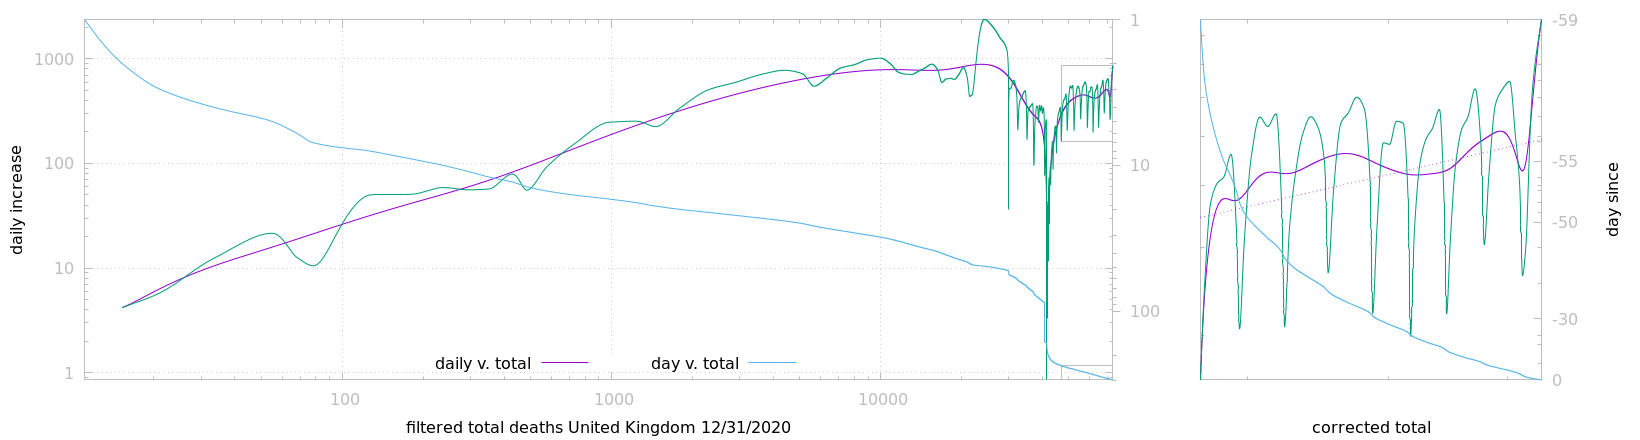 1000
100
10
1
daily increase
100
1000
10000
filtered total deaths United Kingdom 12/31/2020
daily v. total
day v. total
1
10
100
-59
-55
-50
-30
0
day since
corrected total